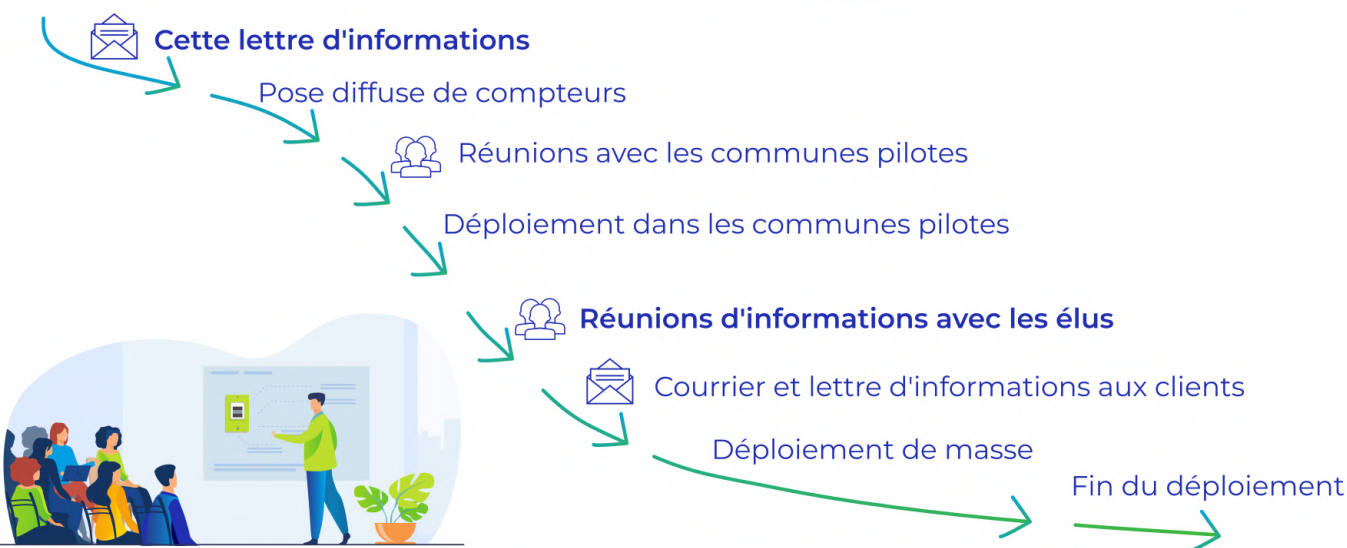 Cette lettre d'informations
Pose diffuse de compteurs
Réunions avec les communes pilotes
Déploiement dans les communes pilotes
Réunions d'informations avec les élus
Courrier et lettre d'informations aux clients
Déploiement de masse
Fin du déploiement